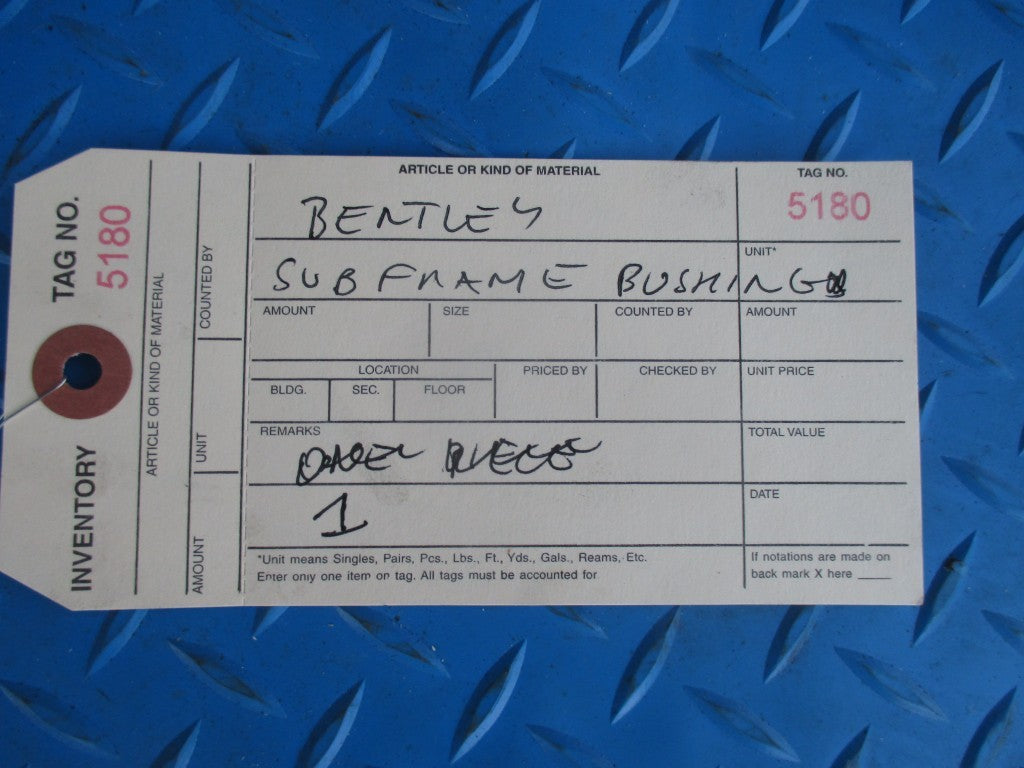 ARTICLE OR KIND OF MATERIAL
TAG NO.
BENTLEY
5180
UNIT*
SUBFRAME BUSHING
AMOUNT
SIZE
COUNTED BY
AMOUNT
LOCATION
PRICED BY
CHECKED BY
UNIT PRICE
BLDG.
SEC.
FLOOR
REMARKS
TOTAL VALUE
1
DATE
*Unit means Singles, Pairs, Pcs., Lbs., Ft., Yds., Gals., Reams, Etc.
Enter only one item on tag. All tags must be accounted for
If notations are made on
back mark X here ____
INVENTORY
TAG NO.
5180
ARTICLE OR KIND OF MATERIAL
AMOUNT
UNIT
COUNTED BY